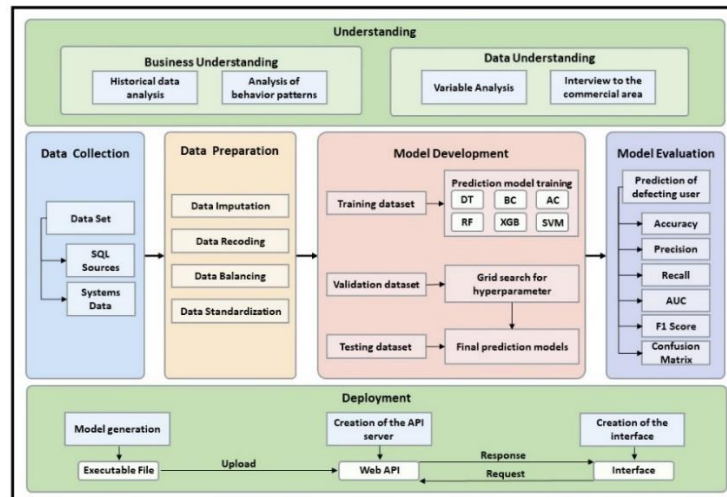 Understanding
Business Understanding
Historical data
analysis
Analysis of
behavior patterns
Data Understanding
Variable Analysis
Interview to the
commercial area
Data Collection
Data Set
SQL
Sources
Systems
Data
Data Preparation
Data Imputation
Data Recoding
Data Balancing
Data Standardization
Model Development
Training dataset
Prediction model training
DT
BC
AC
RF
XGB
SVM
Validation dataset
Grid search for
hyperparameter
Testing dataset
Final prediction models
Model Evaluation
Prediction of
defecting user
Accuracy
Precision
Recall
AUC
F1 Score
Confusion
Matrix
Deployment
Model generation
Executable File
Upload
Creation of the API
server
Web API
Response
Request
Creation of the
interface
Interface